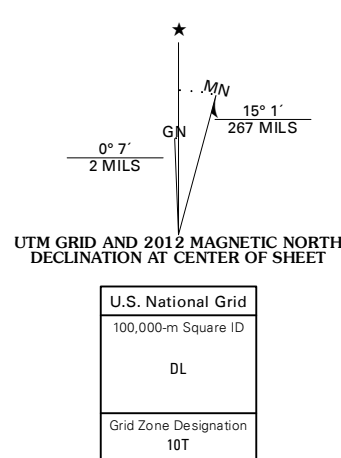 ★
MN
15° 1´
267 MILS
GN
0° 7´
2 MILS
UTM GRID AND 2012 MAGNETIC NORTH
DECLINATION AT CENTER OF SHEET
U.S. National Grid
100,000-m Square ID
DL
Grid Zone Designation
10T